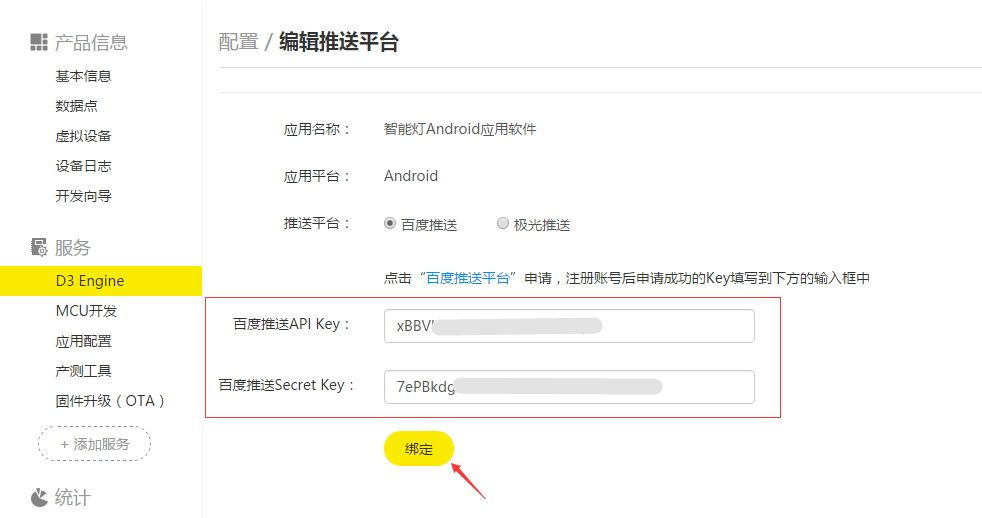 产品信息
基本信息
数据点
虚拟设备
设备日志
开发向导
服务
D3 Engine
MCU开发
应用配置
产测工具
固件升级（OTA）
+ 添加服务
统计
配置 / 编辑推送平台
应用名称： 智能灯Android应用软件
应用平台： Android
推送平台： 百度推送 极光推送
点击“百度推送平台”申请，注册账号后申请成功的Key填写到下方的输入框中
百度推送API Key： xBBV
百度推送Secret Key： 7ePBkdg
绑定